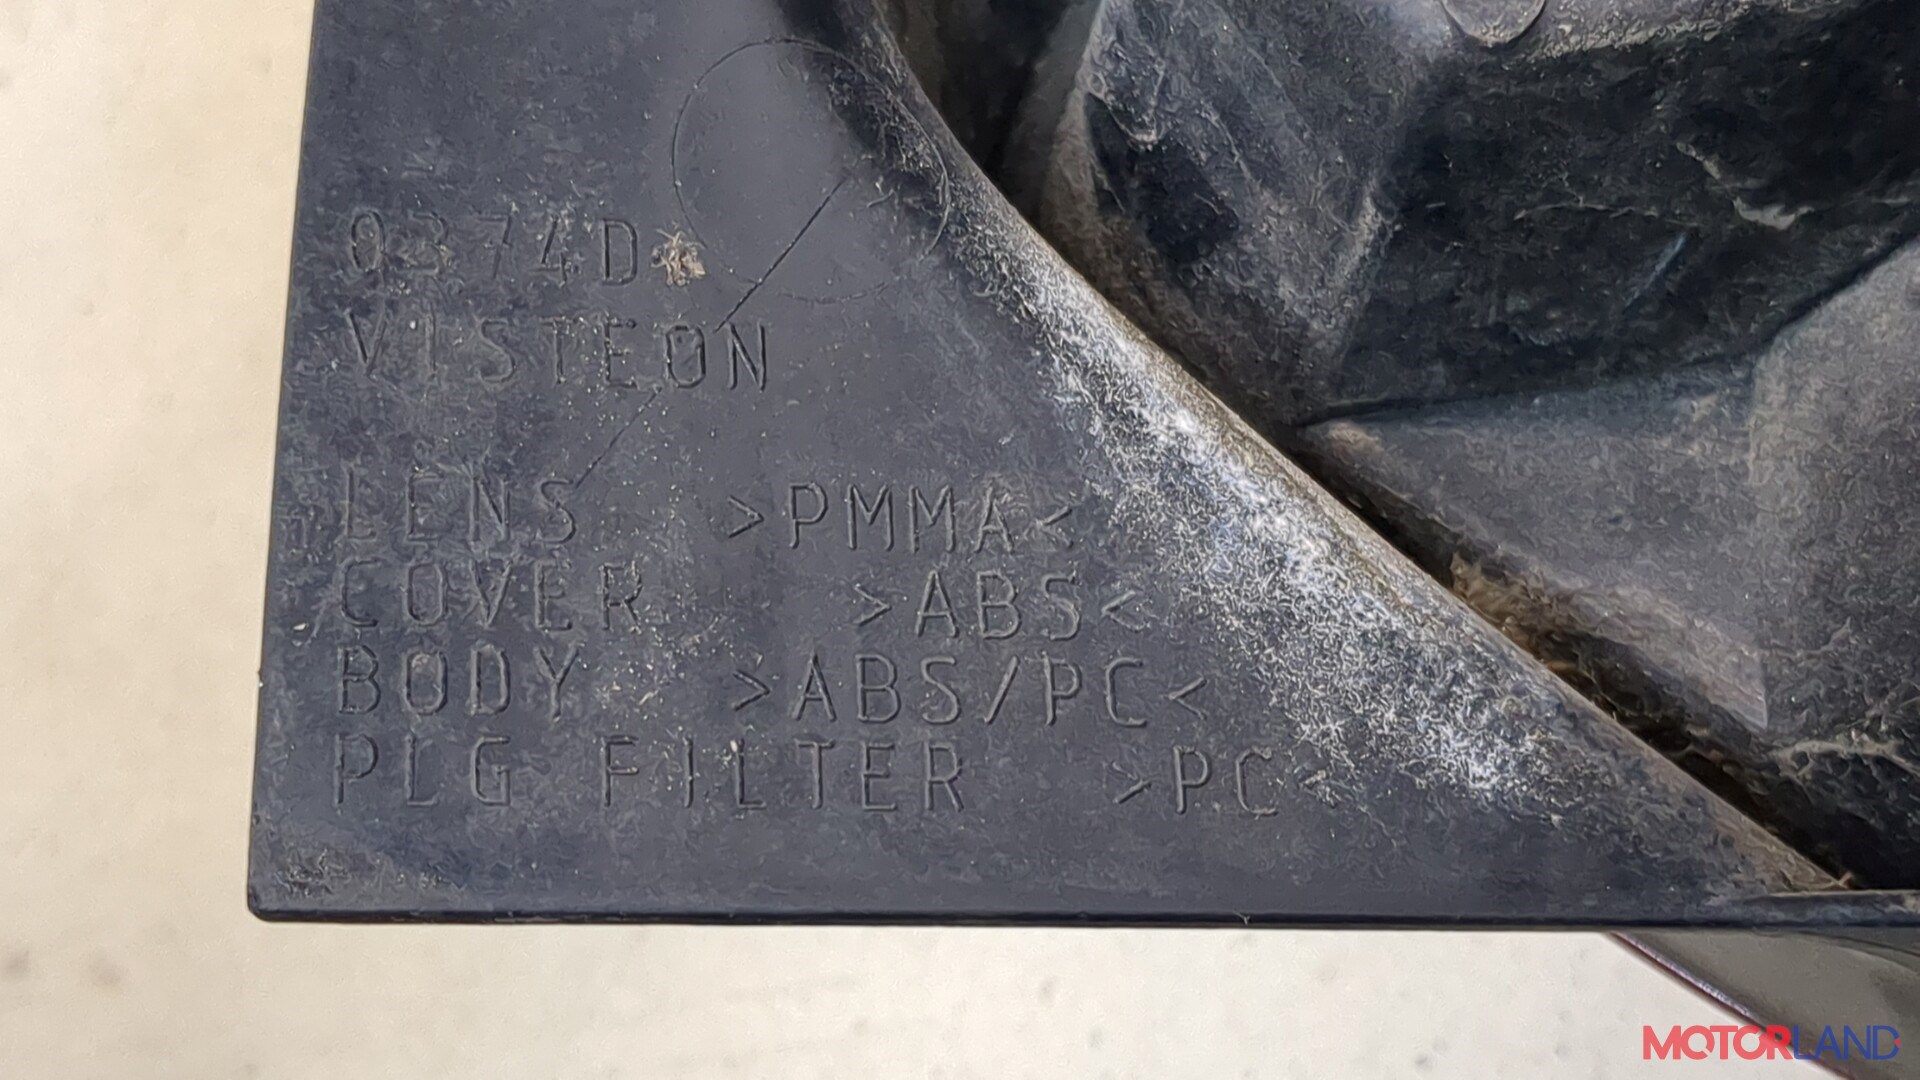 0374D
VISTEON
LENS >PMMA<
COVER >ABS<
BODY >ABS/PC<
PLG FILTER >PC<
MOTORLAND